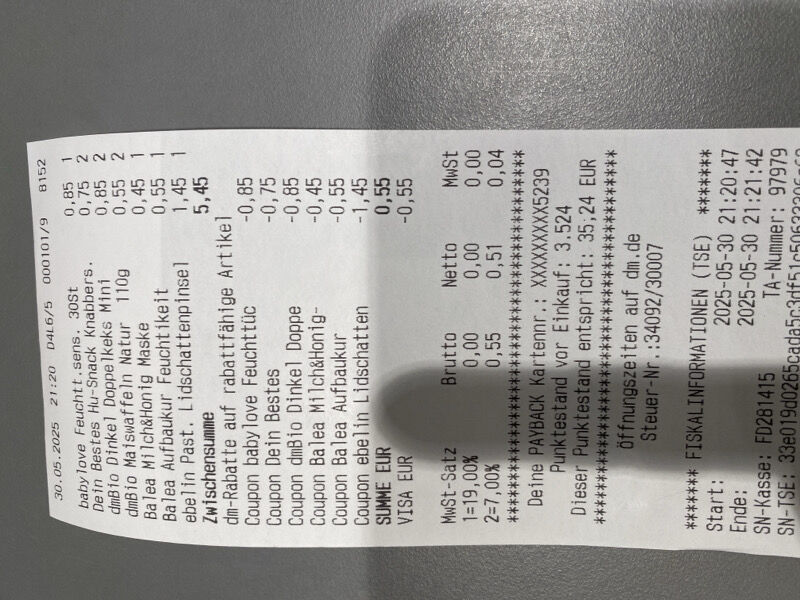 30.05.2025 21:20 D4L6/5 000101/9 8152
babylove Feuchtt.sens. 30St 0,85 1
Dein Bestes Hu-Snack Knabbers. 0,75 2
dmBio Dinkel Doppelkeks Mini 0,85 2
dmBio Maiswaffeln Natur 110g 0,55 2
Balea Milch&Honig Maske 0,45 1
Balea Aufbaukur Feuchtikeit 0,55 1
ebelin Past. Lidschattenpinsel 1,45 1
Zwischensumme 5,45
dm-Rabatte auf rabattfähige Artikel
Coupon babylove Feuchttüc -0,85
Coupon Dein Bestes -0,75
Coupon dmBio Dinkel Doppe -0,85
Coupon Balea Milch&Honig- -0,45
Coupon Balea Aufbaukur -0,55
Coupon ebelin Lidschatten -1,45
SUMME EUR 0,55
VISA EUR -0,55
MwSt-Satz Brutto Netto MwSt
1=19,00% 0,00 0,00 0,00
2=7,00% 0,55 0,51 0,04
************************************************
Deine PAYBACK Kartennr.: XXXXXXXXX5239
Punktestand vor Einkauf: 3.524
Dieser Punktestand entspricht: 35,24 EUR
************************************************
Öffnungszeiten auf dm.de
Steuer-Nr.:34092/30007
******* FISKALINFORMATIONEN (TSE) *******
Start: 2025-05-30 21:20:47
Ende: 2025-05-30 21:21:42
SN-Kasse: FD281415 TA-Nummer: 97979
SN-TSE: